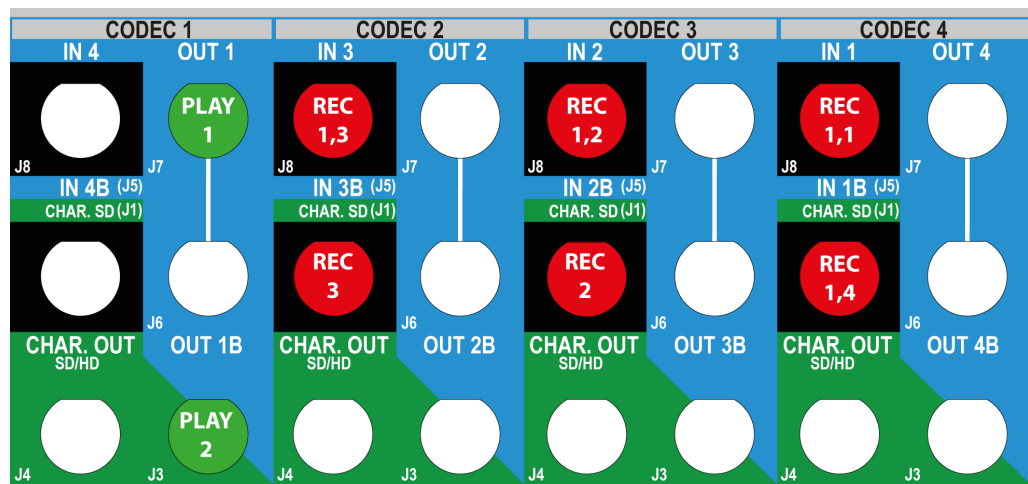 CODEC 1 CODEC 2 CODEC 3 CODEC 4
IN 4 OUT 1 IN 3 OUT 2 IN 2 OUT 3 IN 1 OUT 4
PLAY REC REC REC
1 1,3 1,2 1,1
J8 J7 J8 J7 J8 J7 J8 J7
IN 4B (J5) IN 3B (J5) IN 2B (J5) IN 1B (J5)
CHAR. SD (J1) CHAR. SD (J1) CHAR. SD (J1) CHAR. SD (J1)
REC REC REC
3 2 1,4
J6 J6 J6 J6
CHAR. OUT OUT 1B CHAR. OUT OUT 2B CHAR. OUT OUT 3B CHAR. OUT OUT 4B
SD/HD SD/HD SD/HD SD/HD
PLAY
2
J4 J3 J4 J3 J4 J3 J4 J3